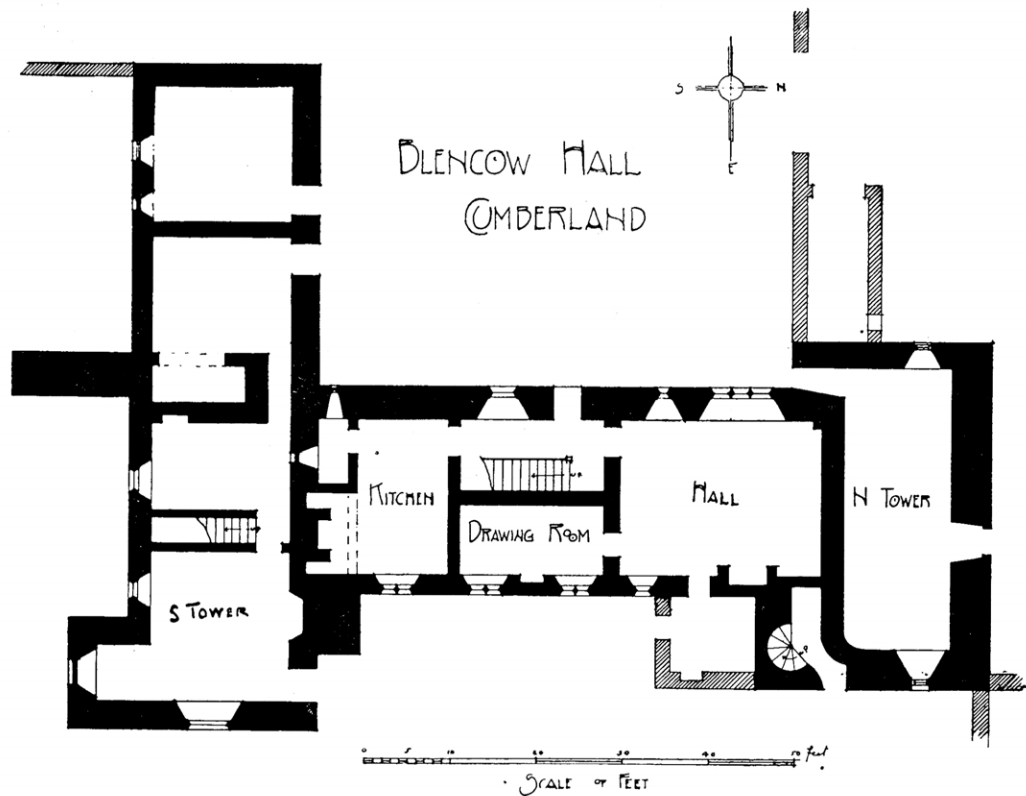 S N
E
BLENCOW HALL
CUMBERLAND
KITCHEN
HALL
N TOWER
DRAWING ROOM
S TOWER
0 5 10 20 30 40 50 feet
SCALE OF FEET